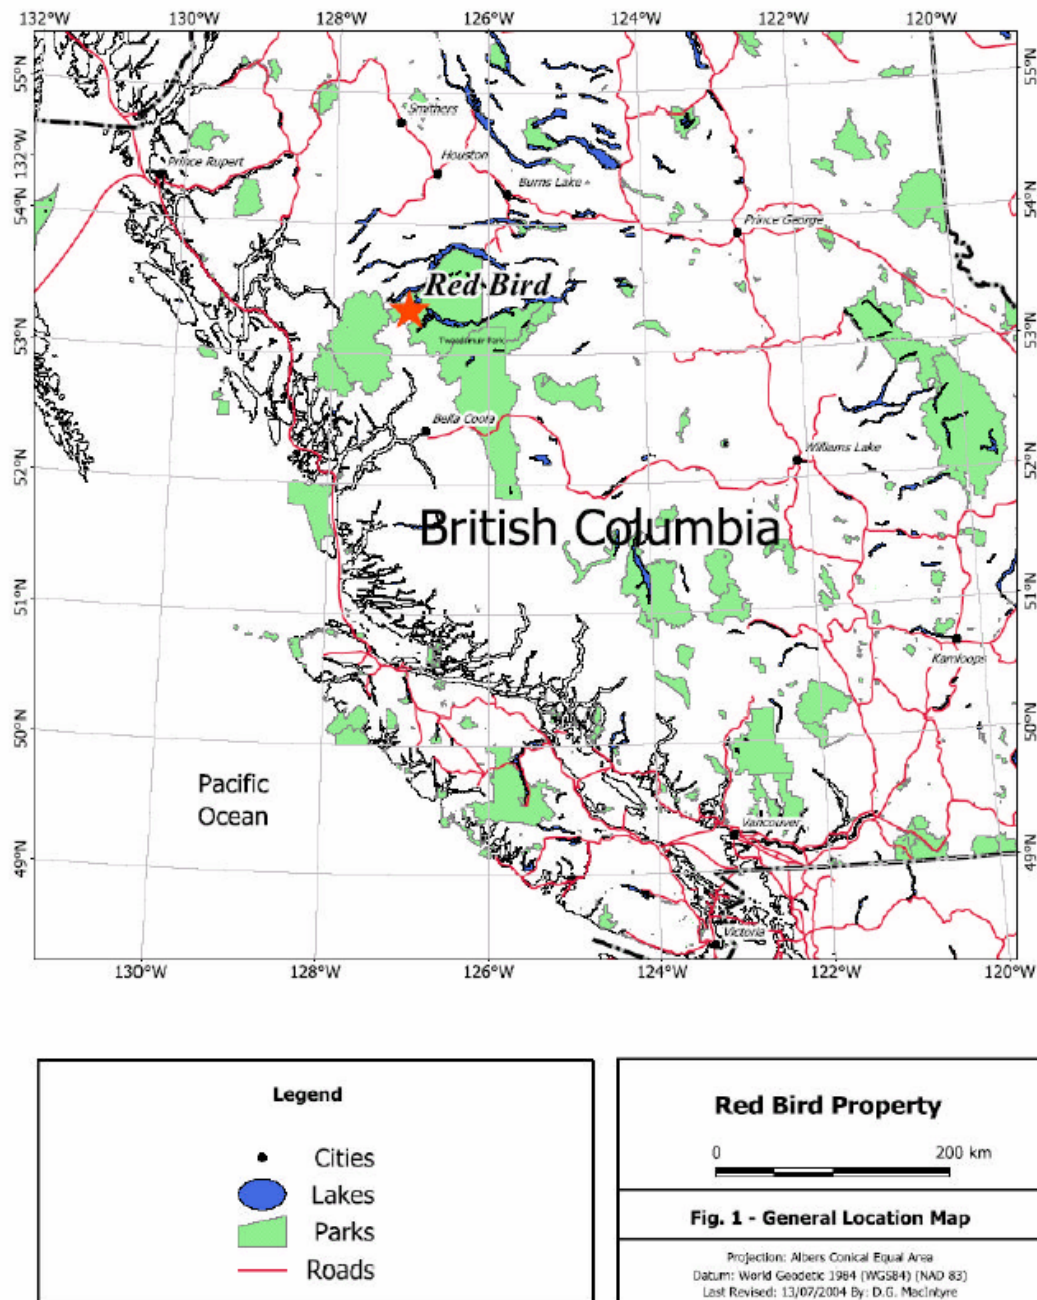 132°W 130°W 128°W 126°W 124°W 122°W 120°W
55°N
55°N
Smithers
132°W
Prince Rupert
Houston
Burns Lake
54°N
54°N
Prince George
Red Bird
53°N
53°N
Tweedsmuir Park
Bella Coola
Williams Lake
52°N
52°N
British Columbia
51°N
51°N
Kamloops
50°N
50°N
Pacific
Ocean
Vancouver
49°N
49°N
Victoria
130°W 128°W 126°W 124°W 122°W 120°W
Legend
Cities
Lakes
Parks
Roads
Red Bird Property
0 200 km
Fig. 1 - General Location Map
Projection: Albers Conical Equal Area
Datum: World Geodetic 1984 (WGS84) (NAD 83)
Last Revised: 13/07/2004 By: D.G. MacIntyre